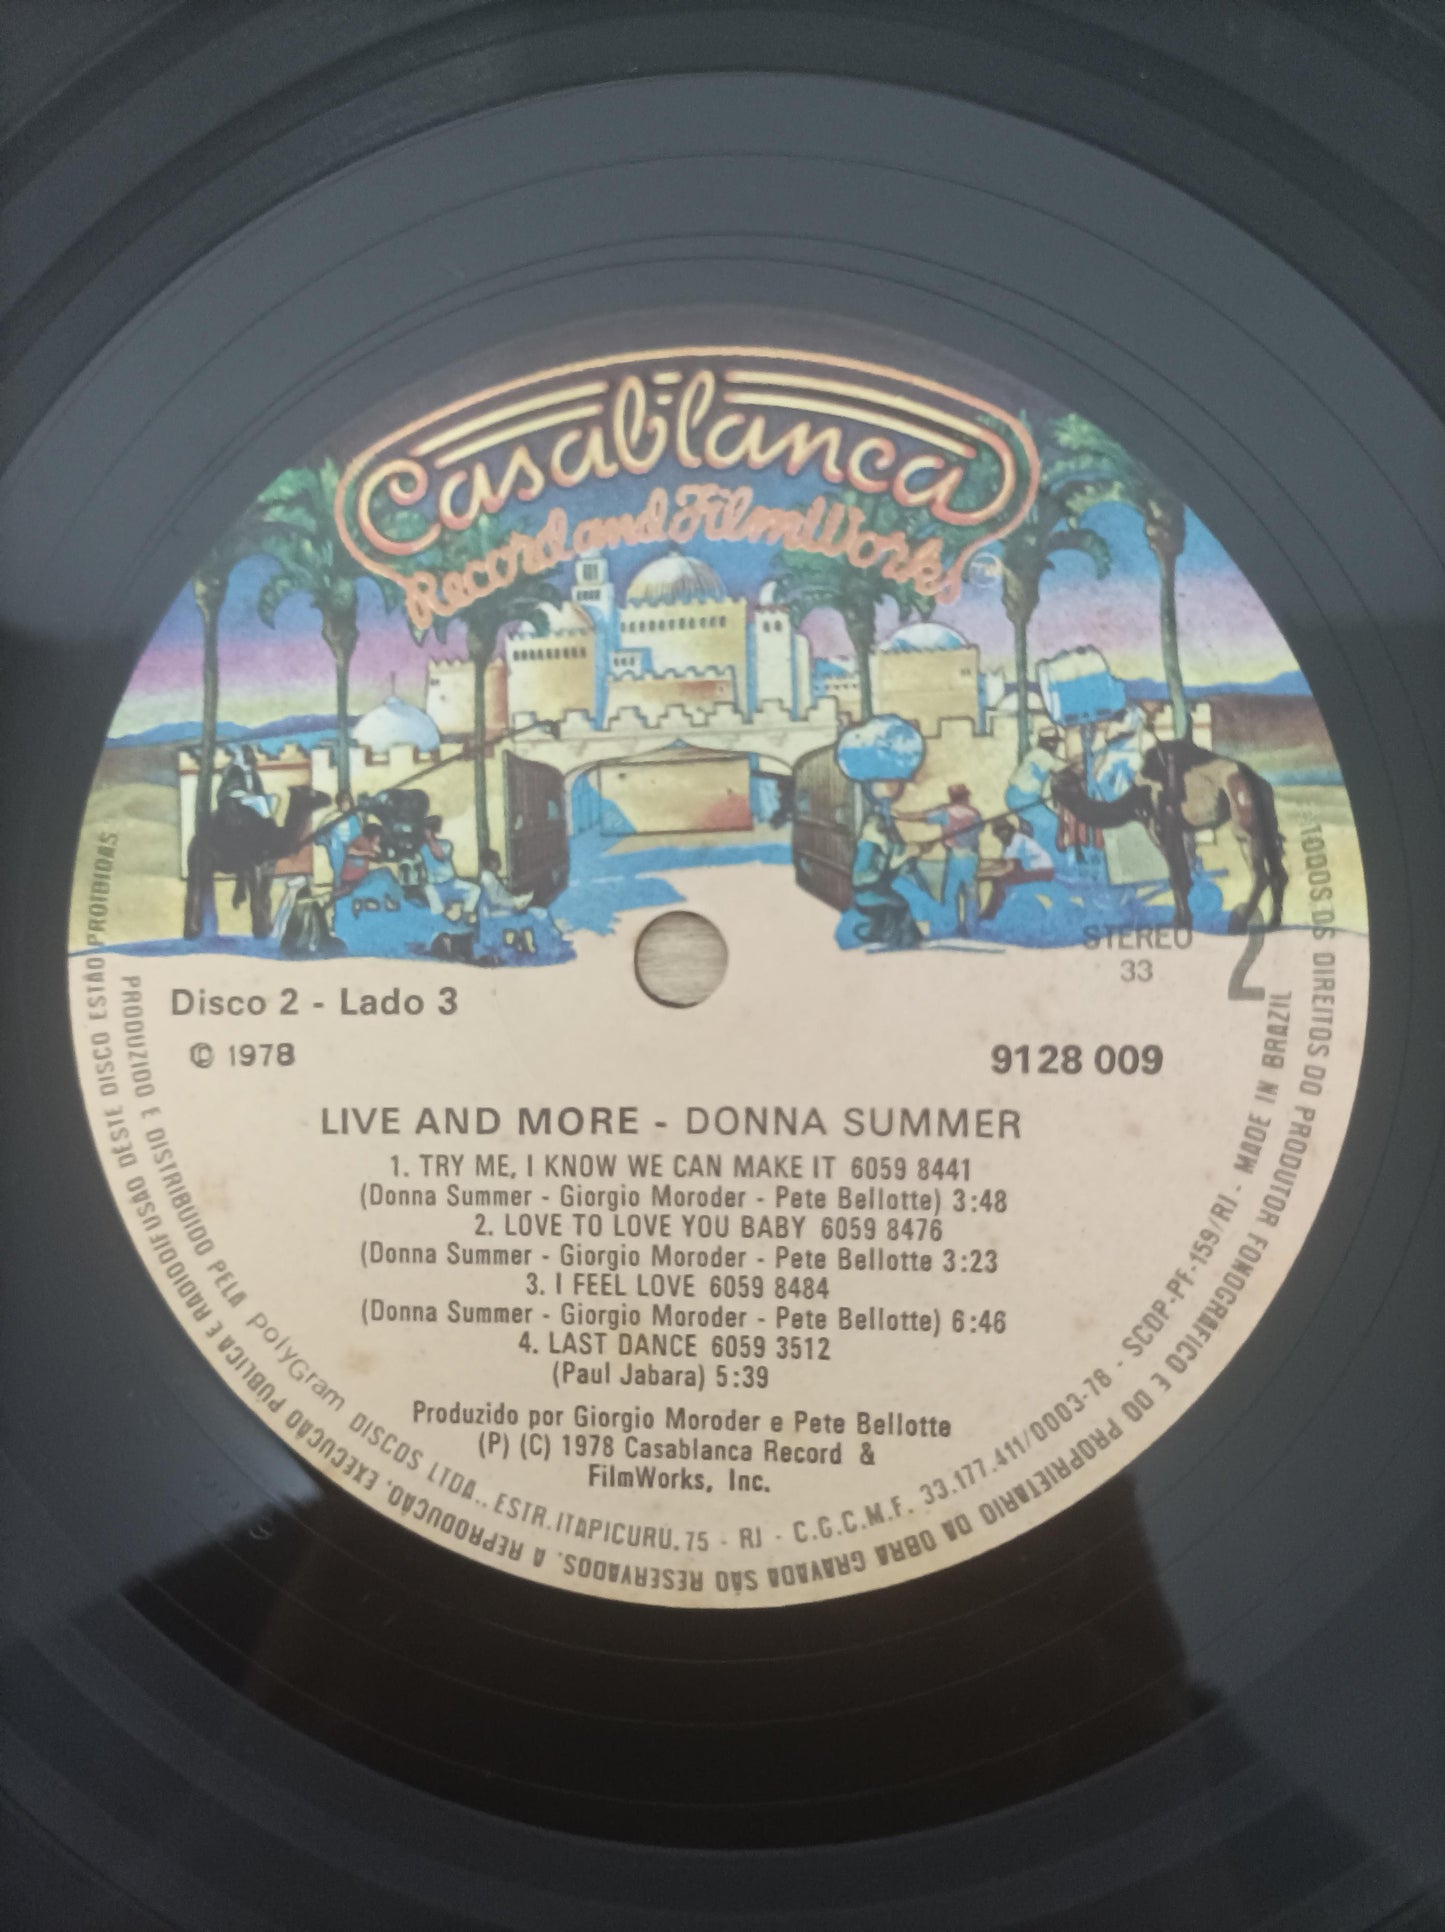 Casablanca
Record and FilmWorks
STEREO
33
2
Disco 2 - Lado 3
℗ 1978
9128 009
LIVE AND MORE - DONNA SUMMER
1. TRY ME, I KNOW WE CAN MAKE IT 6059 8441
(Donna Summer - Giorgio Moroder - Pete Bellotte) 3:48
2. LOVE TO LOVE YOU BABY 6059 8476
(Donna Summer - Giorgio Moroder - Pete Bellotte 3:23
3. I FEEL LOVE 6059 8484
(Donna Summer - Giorgio Moroder - Pete Bellotte) 6:46
4. LAST DANCE 6059 3512
(Paul Jabara) 5:39
Produzido por Giorgio Moroder e Pete Bellotte
(P) (C) 1978 Casablanca Record &
FilmWorks, Inc.
PRODUZIDO E DISTRIBUIDO PELA polyGram DISCOS LTDA., ESTR. ITAPICURU, 75 - RJ - C.G.C.M.F. 33.177.411/0003-78 - SCDP-PF-159/RJ - MADE IN BRAZIL
TODOS OS DIREITOS DO PRODUTOR FONOGRÁFICO E DO PROPRIETÁRIO DA OBRA GRAVADA SÃO RESERVADOS. A REPRODUÇÃO, EXECUÇÃO PÚBLICA E RADIODIFUSÃO DÊSTE DISCO ESTÃO PROIBIDAS